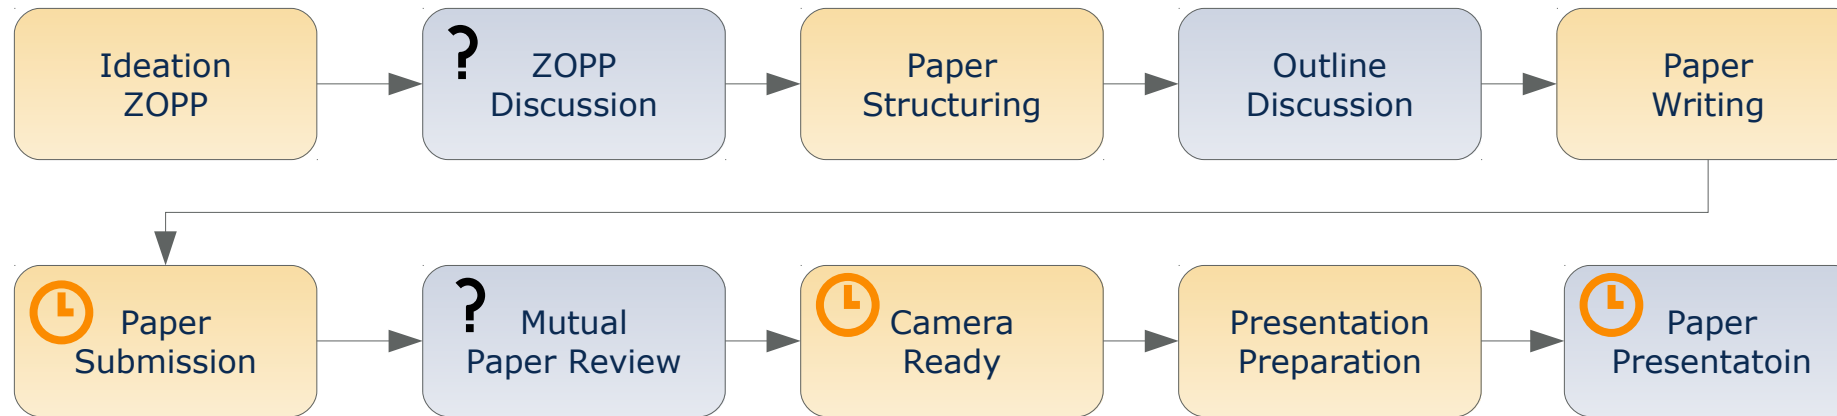 Ideation
ZOPP
?
ZOPP
Discussion
Paper
Structuring
Outline
Discussion
Paper
Writing
Paper
Submission
?
Mutual
Paper Review
Camera
Ready
Presentation
Preparation
Paper
Presentatoin